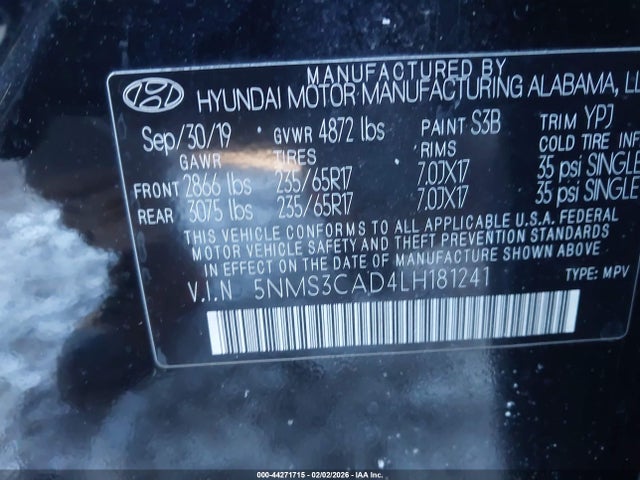 MANUFACTURED BY
HYUNDAI MOTOR MANUFACTURING ALABAMA, LL
Sep/30/19 GVWR 4872 lbs PAINT S3B TRIM YPJ
GAWR TIRES RIMS COLD TIRE INF
FRONT 2866 lbs 235/65R17 7.0JX17 35 psi SINGLE
REAR 3075 lbs 235/65R17 7.0JX17 35 psi SINGLE
THIS VEHICLE CONFORMS TO ALL APPLICABLE U.S.A. FEDERAL
MOTOR VEHICLE SAFETY AND THEFT PREVENTION STANDARDS
IN EFFECT ON THE DATE OF MANUFACTURE SHOWN ABOVE.
V.I.N 5NMS3CAD4LH181241 TYPE: MPV
000-44271715 - 02/02/2026 - IAA Inc.